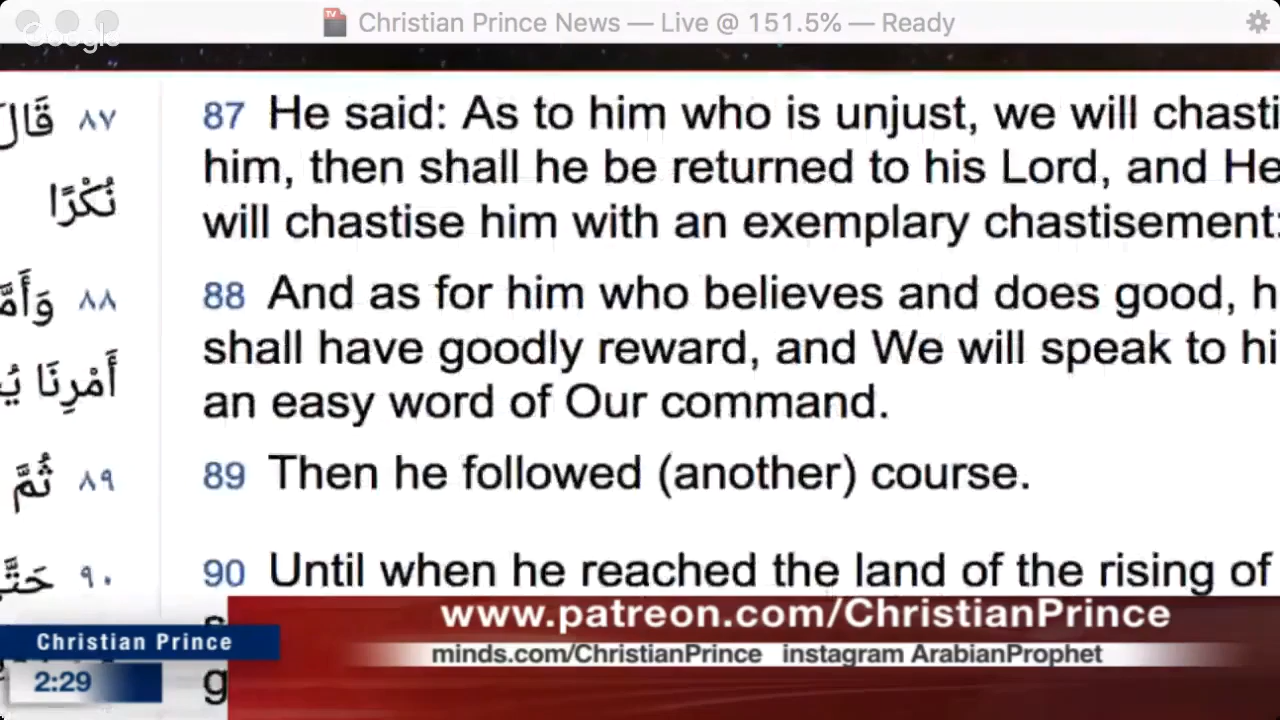 Christian Prince News — Live @ 151.5% — Ready
Google
٨٧ قَالَ
87 He said: As to him who is unjust, we will chasti
him, then shall he be returned to his Lord, and He
نُكْرًا
will chastise him with an exemplary chastisement:
٨٨ وَأَمَّ
88 And as for him who believes and does good, h
shall have goodly reward, and We will speak to hi
أَمْرِنَا يُ
an easy word of Our command.
٨٩ ثُمَّ
89 Then he followed (another) course.
٩٠ حَتَّ
90 Until when he reached the land of the rising of
www.patreon.com/ChristianPrince
Christian Prince
minds.com/ChristianPrince instagram ArabianProphet
2:29
g